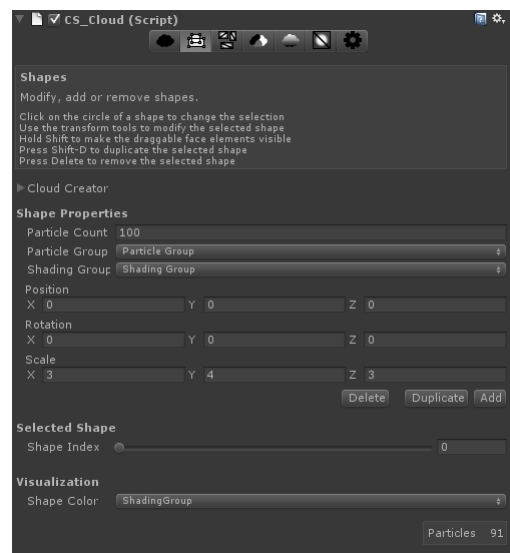 CS_Cloud (Script)
Shapes
Modify, add or remove shapes.
Click on the circle of a shape to change the selection
Use the transform tools to modify the selected shape
Hold Shift to make the draggable face elements visible
Press Shift-D to duplicate the selected shape
Press Delete to remove the selected shape
Cloud Creator
Shape Properties
Particle Count 100
Particle Group Particle Group
Shading Group Shading Group
Position
X 0 Y 0 Z 0
Rotation
X 0 Y 0 Z 0
Scale
X 3 Y 4 Z 3
Delete Duplicate Add
Selected Shape
Shape Index 0
Visualization
Shape Color ShadingGroup
Particles 91